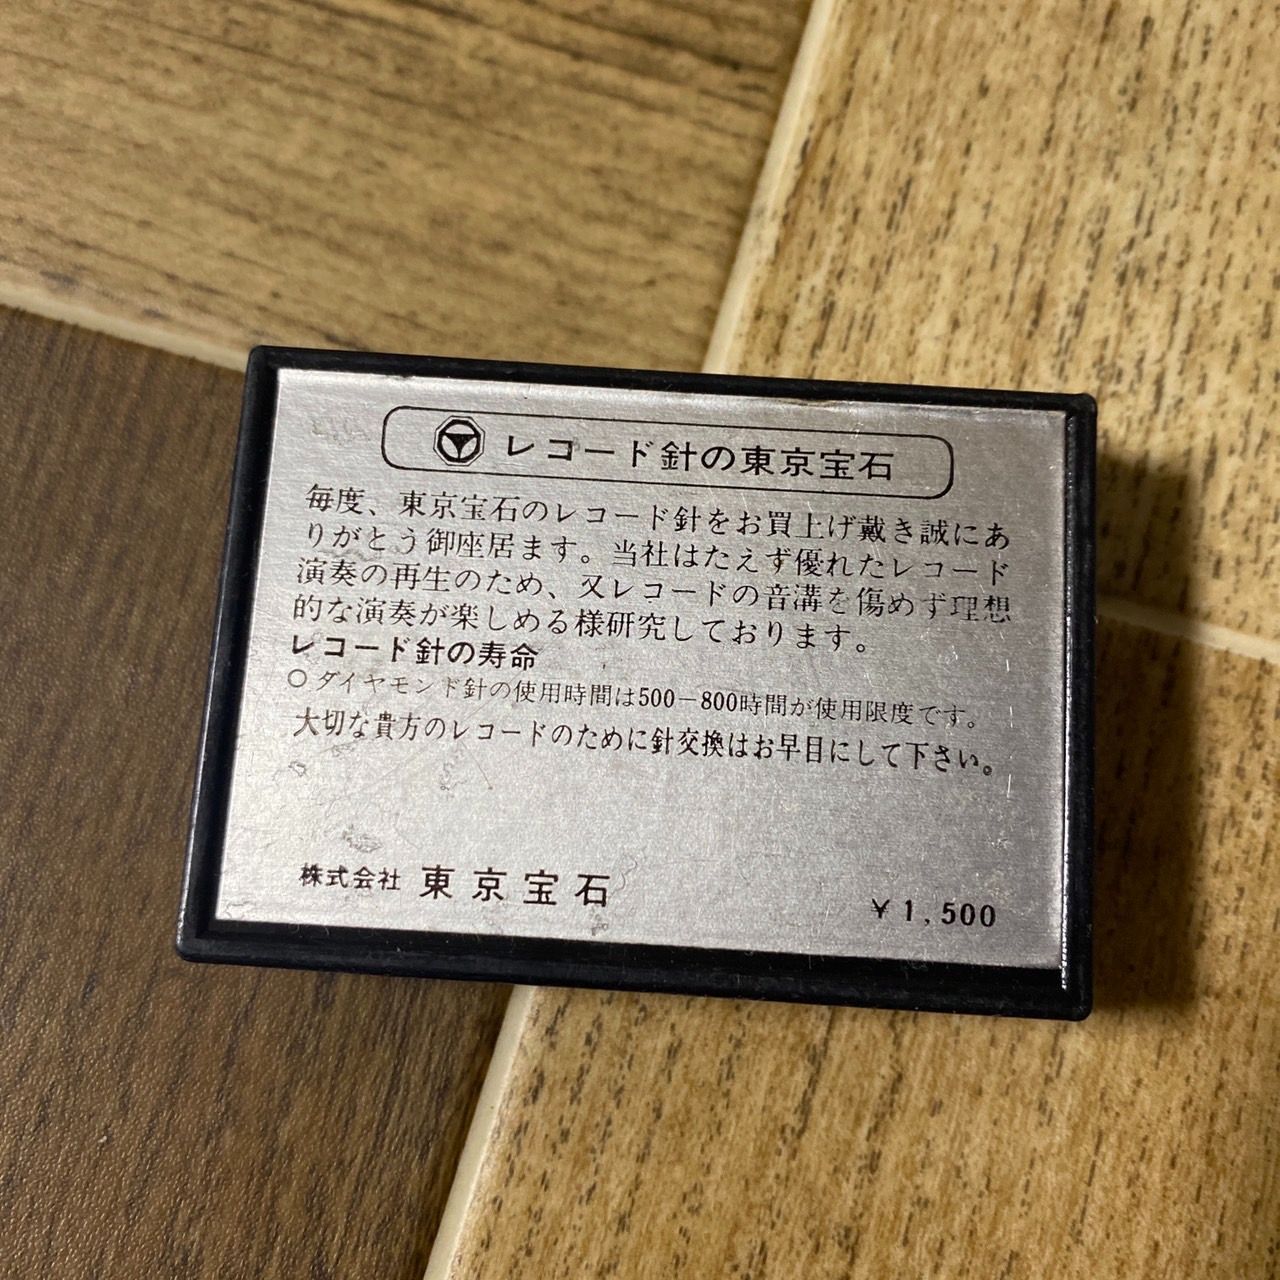 レコード針の東京宝石
毎度、東京宝石のレコード針をお買上げ戴き誠にあ
りがとう御座居ます。当社はたえず優れたレコード
演奏の再生のため、又レコードの音溝を傷めず理想
的な演奏が楽しめる様研究しております。
レコード針の寿命
○ダイヤモンド針の使用時間は500−800時間が使用限度です。
大切な貴方のレコードのために針交換はお早目にして下さい。
株式会社 東京宝石
¥1,500